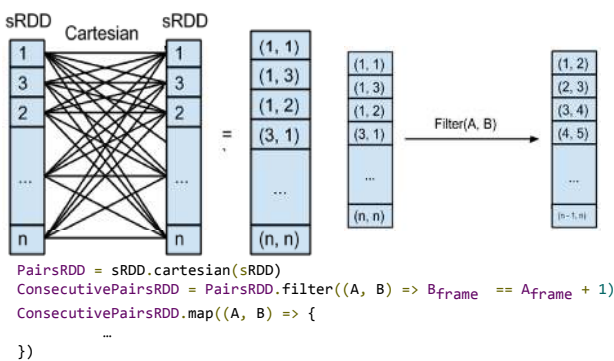 sRDD
Cartesian
sRDD
1
3
2
...
n
1
3
2
...
n
=
(1, 1)
(1, 3)
(1, 2)
(3, 1)
...
(n, n)
(1, 1)
(1, 3)
(1, 2)
(3, 1)
...
(n, n)
Filter(A, B)
(1, 2)
(2, 3)
(3, 4)
(4, 5)
...
(n - 1, n)
PairsRDD = sRDD.cartesian(sRDD)
ConsecutivePairsRDD = PairsRDD.filter((A, B) => Bframe == Aframe + 1)
ConsecutivePairsRDD.map((A, B) => {
…
})